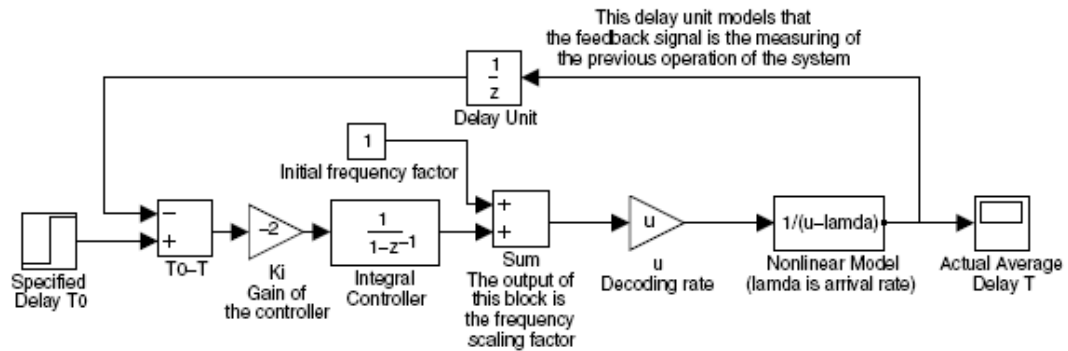 This delay unit models that
the feedback signal is the measuring of
the previous operation of the system
1
z
Delay Unit
1
Initial frequency factor
−
+
T0−T
Specified
Delay T0
−2
Ki
Gain of
the controller
1
1−z⁻¹
Integral
Controller
+
+
Sum
The output of
this block is
the frequency
scaling factor
u
u
Decoding rate
1/(u−lamda)
Nonlinear Model
(lamda is arrival rate)
Actual Average
Delay T